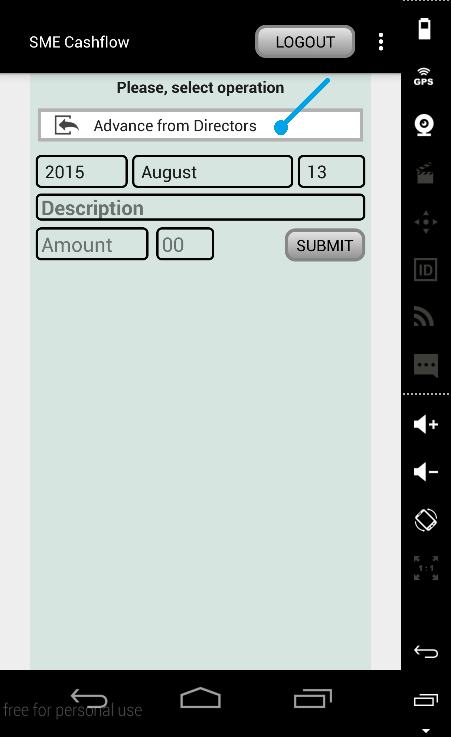 SME Cashflow
LOGOUT
GPS
Please, select operation
Advance from Directors
2015 August 13
Description
Amount 00 SUBMIT
ID
1:1
free for personal use